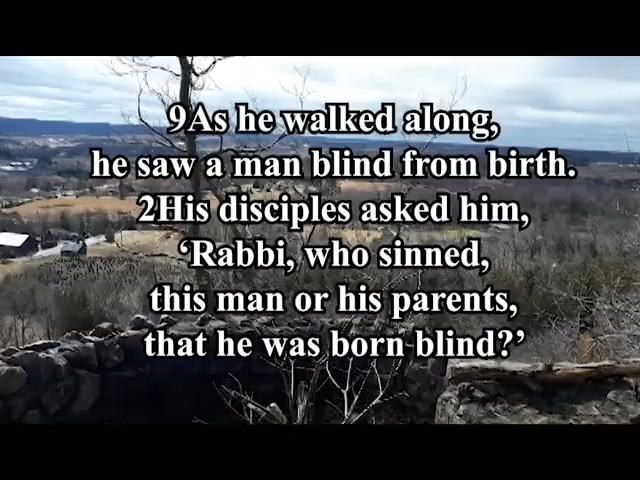 9As he walked along,
he saw a man blind from birth.
2His disciples asked him,
‘Rabbi, who sinned,
this man or his parents,
that he was born blind?’